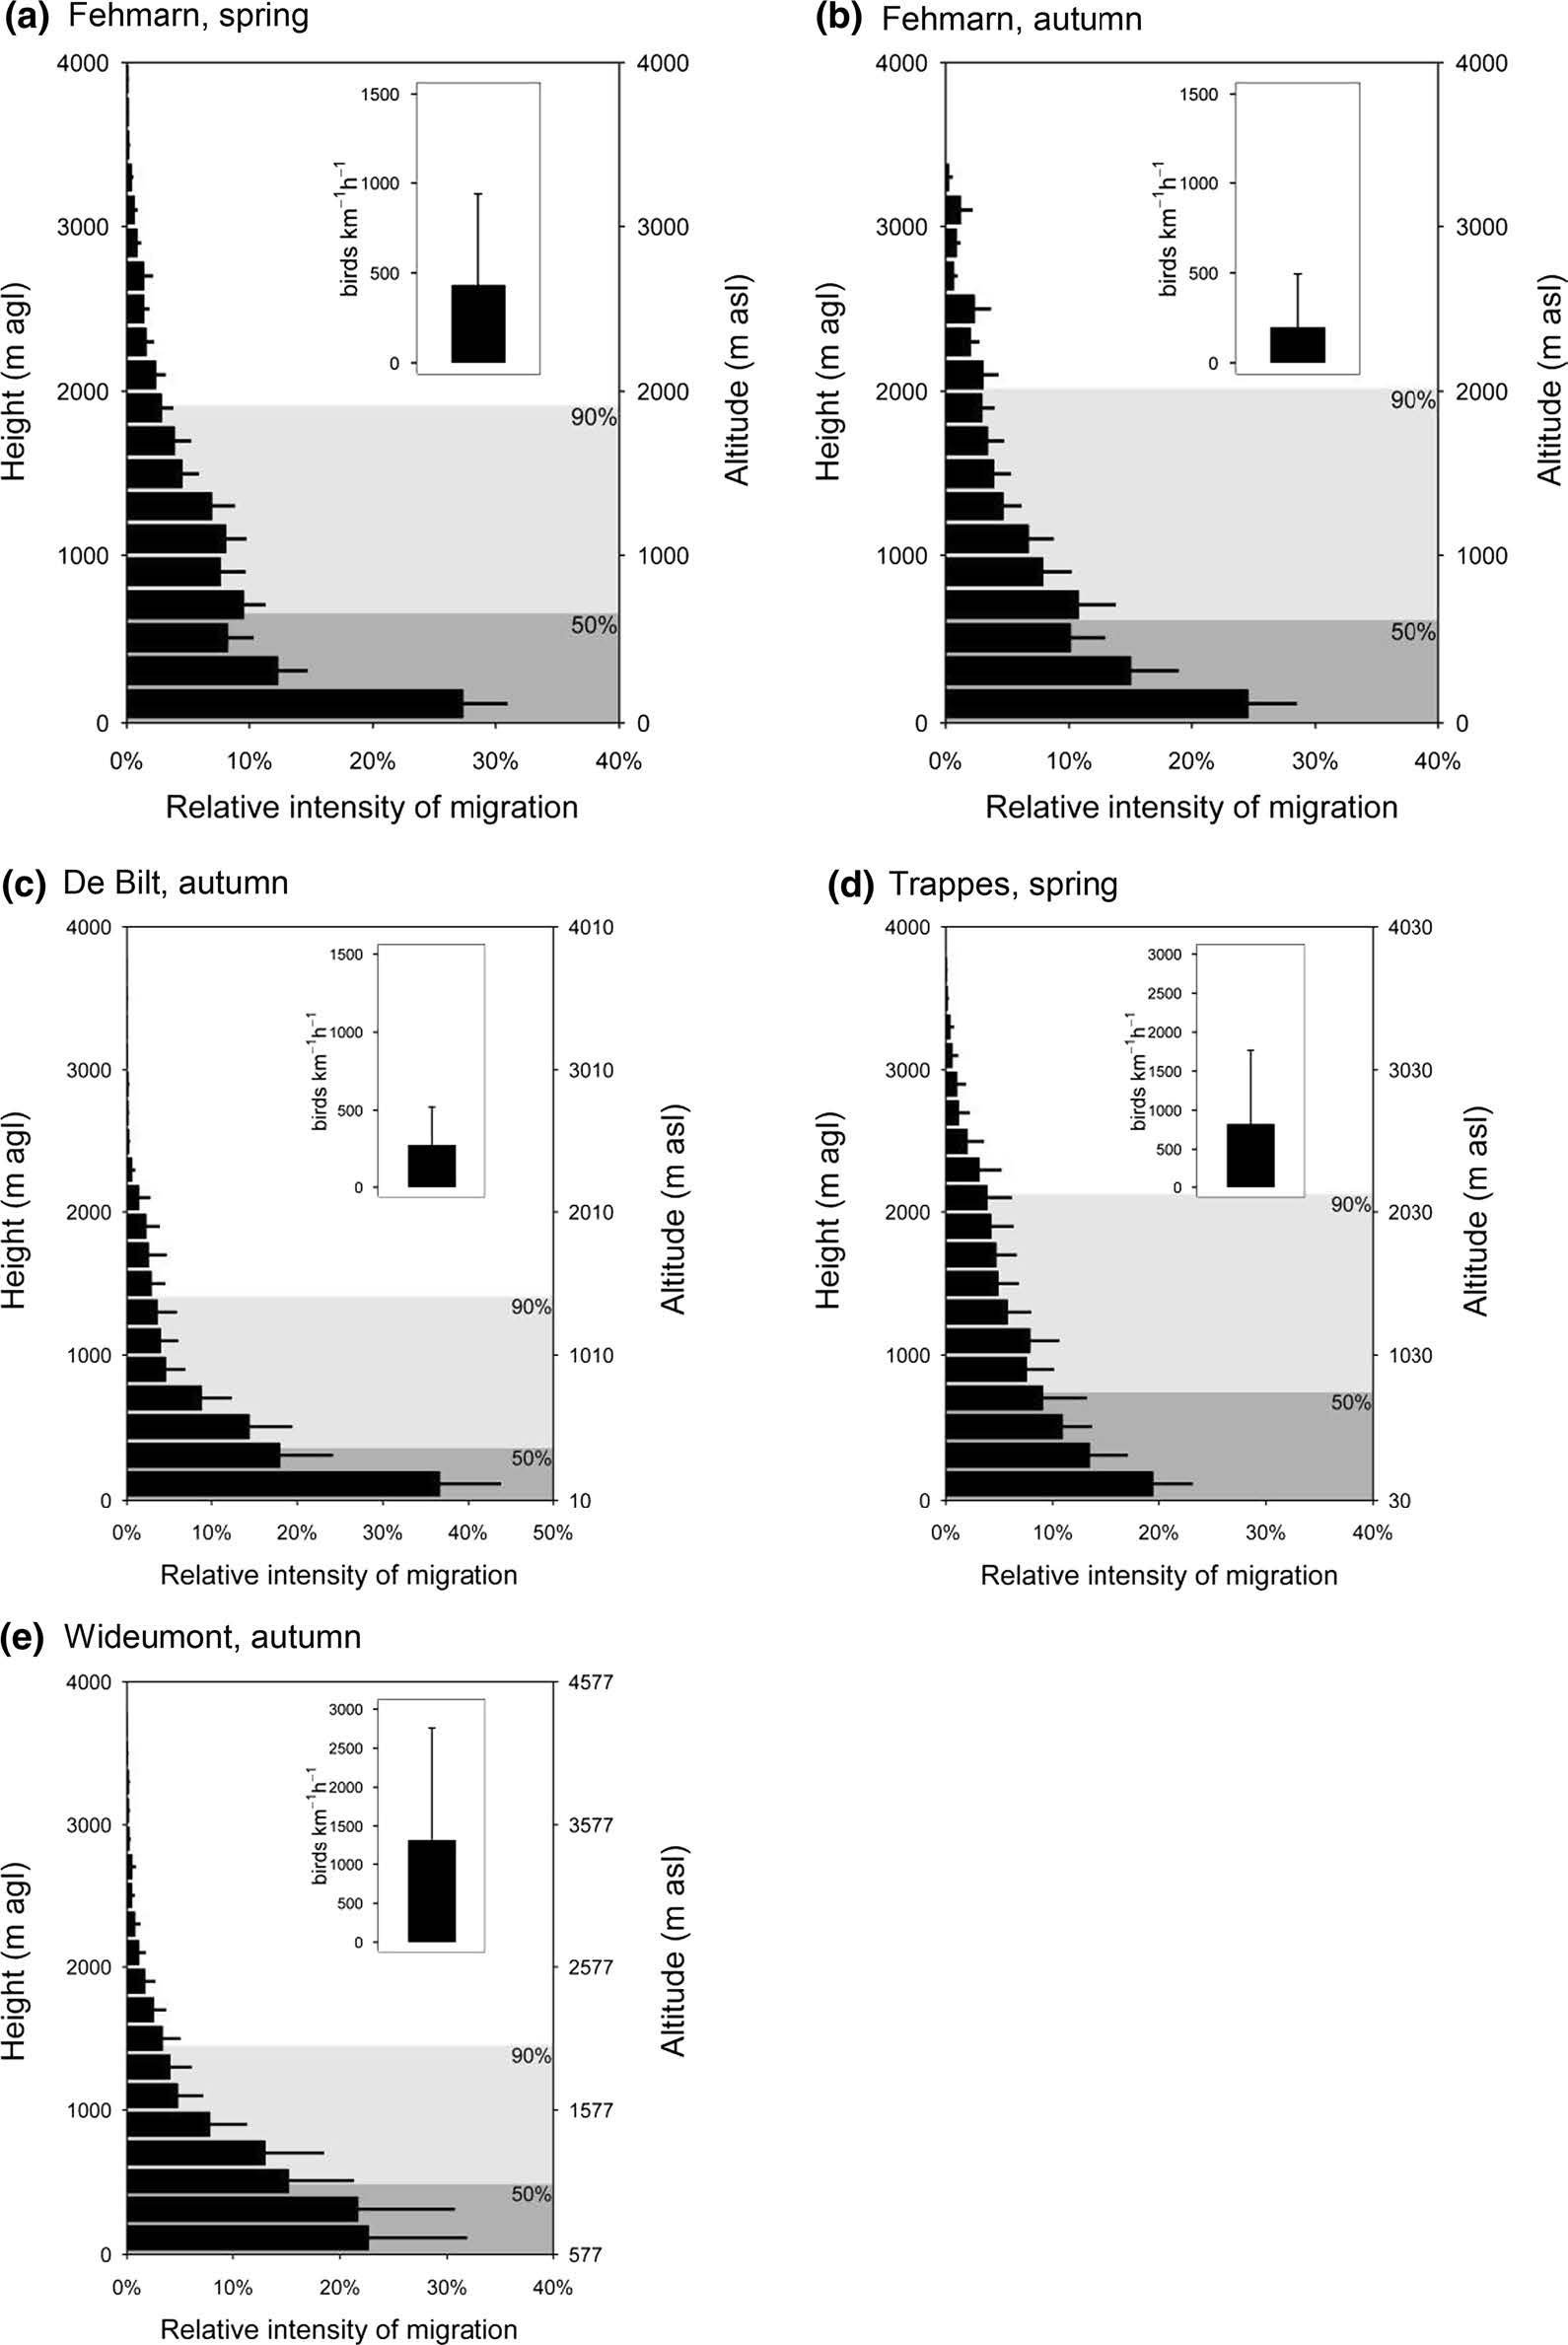 (a) Fehmarn, spring
4000
3000
2000
1000
0
Height (m agl)
4000
3000
2000
1000
0
Altitude (m asl)
1500
1000
500
0
birds km⁻¹h⁻¹
90%
50%
0% 10% 20% 30% 40%
Relative intensity of migration
(b) Fehmarn, autumn
4000
3000
2000
1000
0
Height (m agl)
4000
3000
2000
1000
0
Altitude (m asl)
1500
1000
500
0
birds km⁻¹h⁻¹
90%
50%
0% 10% 20% 30% 40%
Relative intensity of migration
(c) De Bilt, autumn
4000
3000
2000
1000
0
Height (m agl)
4010
3010
2010
1010
10
Altitude (m asl)
1500
1000
500
0
birds km⁻¹h⁻¹
90%
50%
0% 10% 20% 30% 40% 50%
Relative intensity of migration
(d) Trappes, spring
4000
3000
2000
1000
0
Height (m agl)
4030
3030
2030
1030
30
Altitude (m asl)
3000
2500
2000
1500
1000
500
0
birds km⁻¹h⁻¹
90%
50%
0% 10% 20% 30% 40%
Relative intensity of migration
(e) Wideumont, autumn
4000
3000
2000
1000
0
Height (m agl)
4577
3577
2577
1577
577
Altitude (m asl)
3000
2500
2000
1500
1000
500
0
birds km⁻¹h⁻¹
90%
50%
0% 10% 20% 30% 40%
Relative intensity of migration